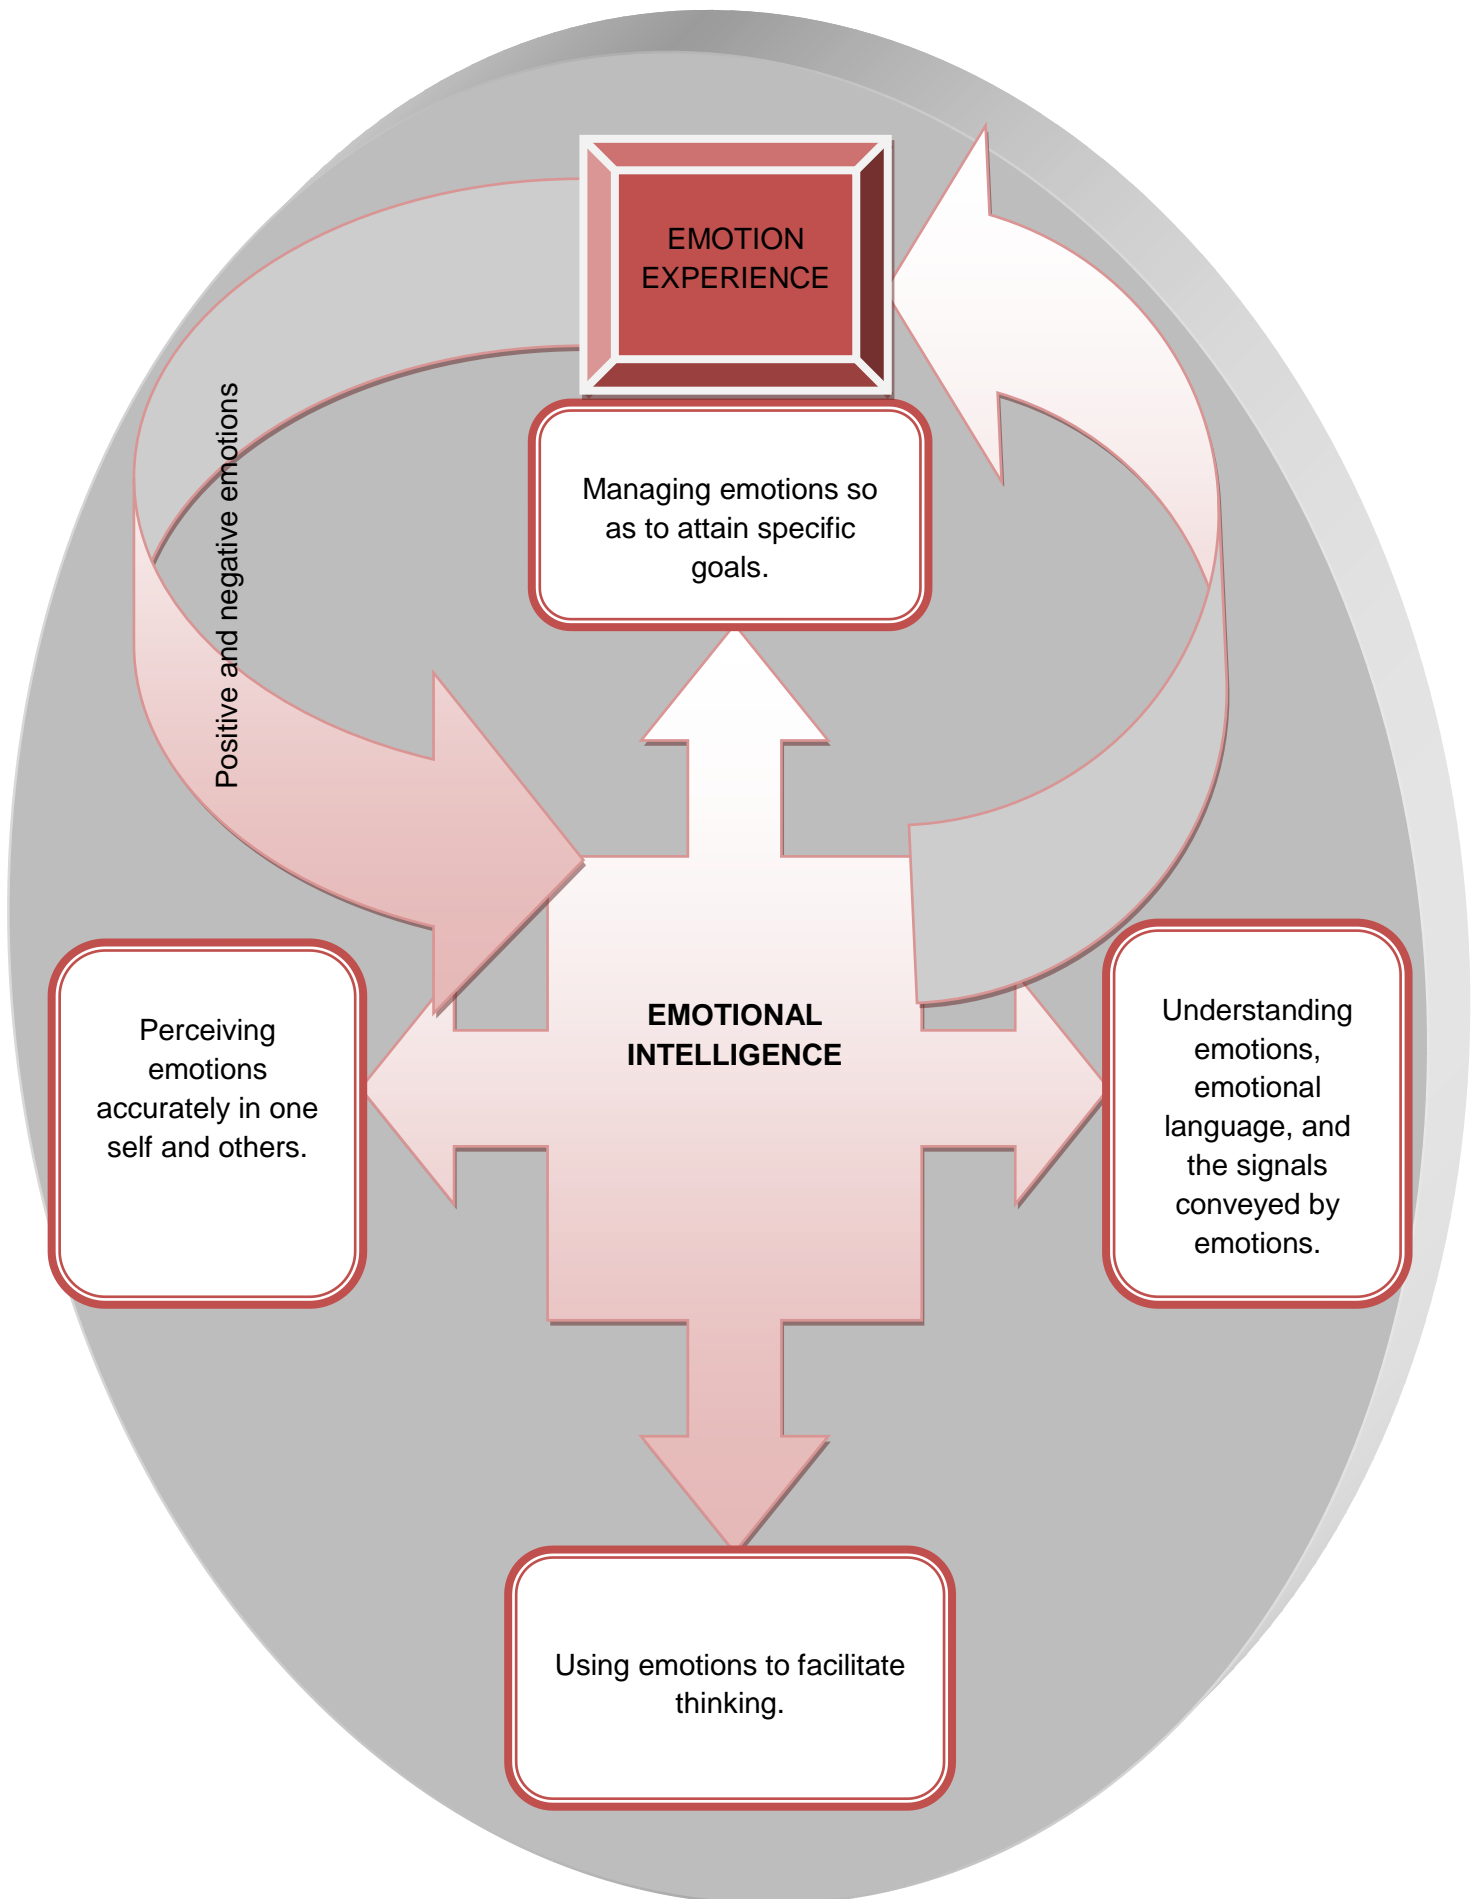 EMOTION
EXPERIENCE
Managing emotions so
as to attain specific
goals.
Positive and negative emotions
EMOTIONAL
INTELLIGENCE
Perceiving
emotions
accurately in one
self and others.
Understanding
emotions,
emotional
language, and
the signals
conveyed by
emotions.
Using emotions to facilitate
thinking.